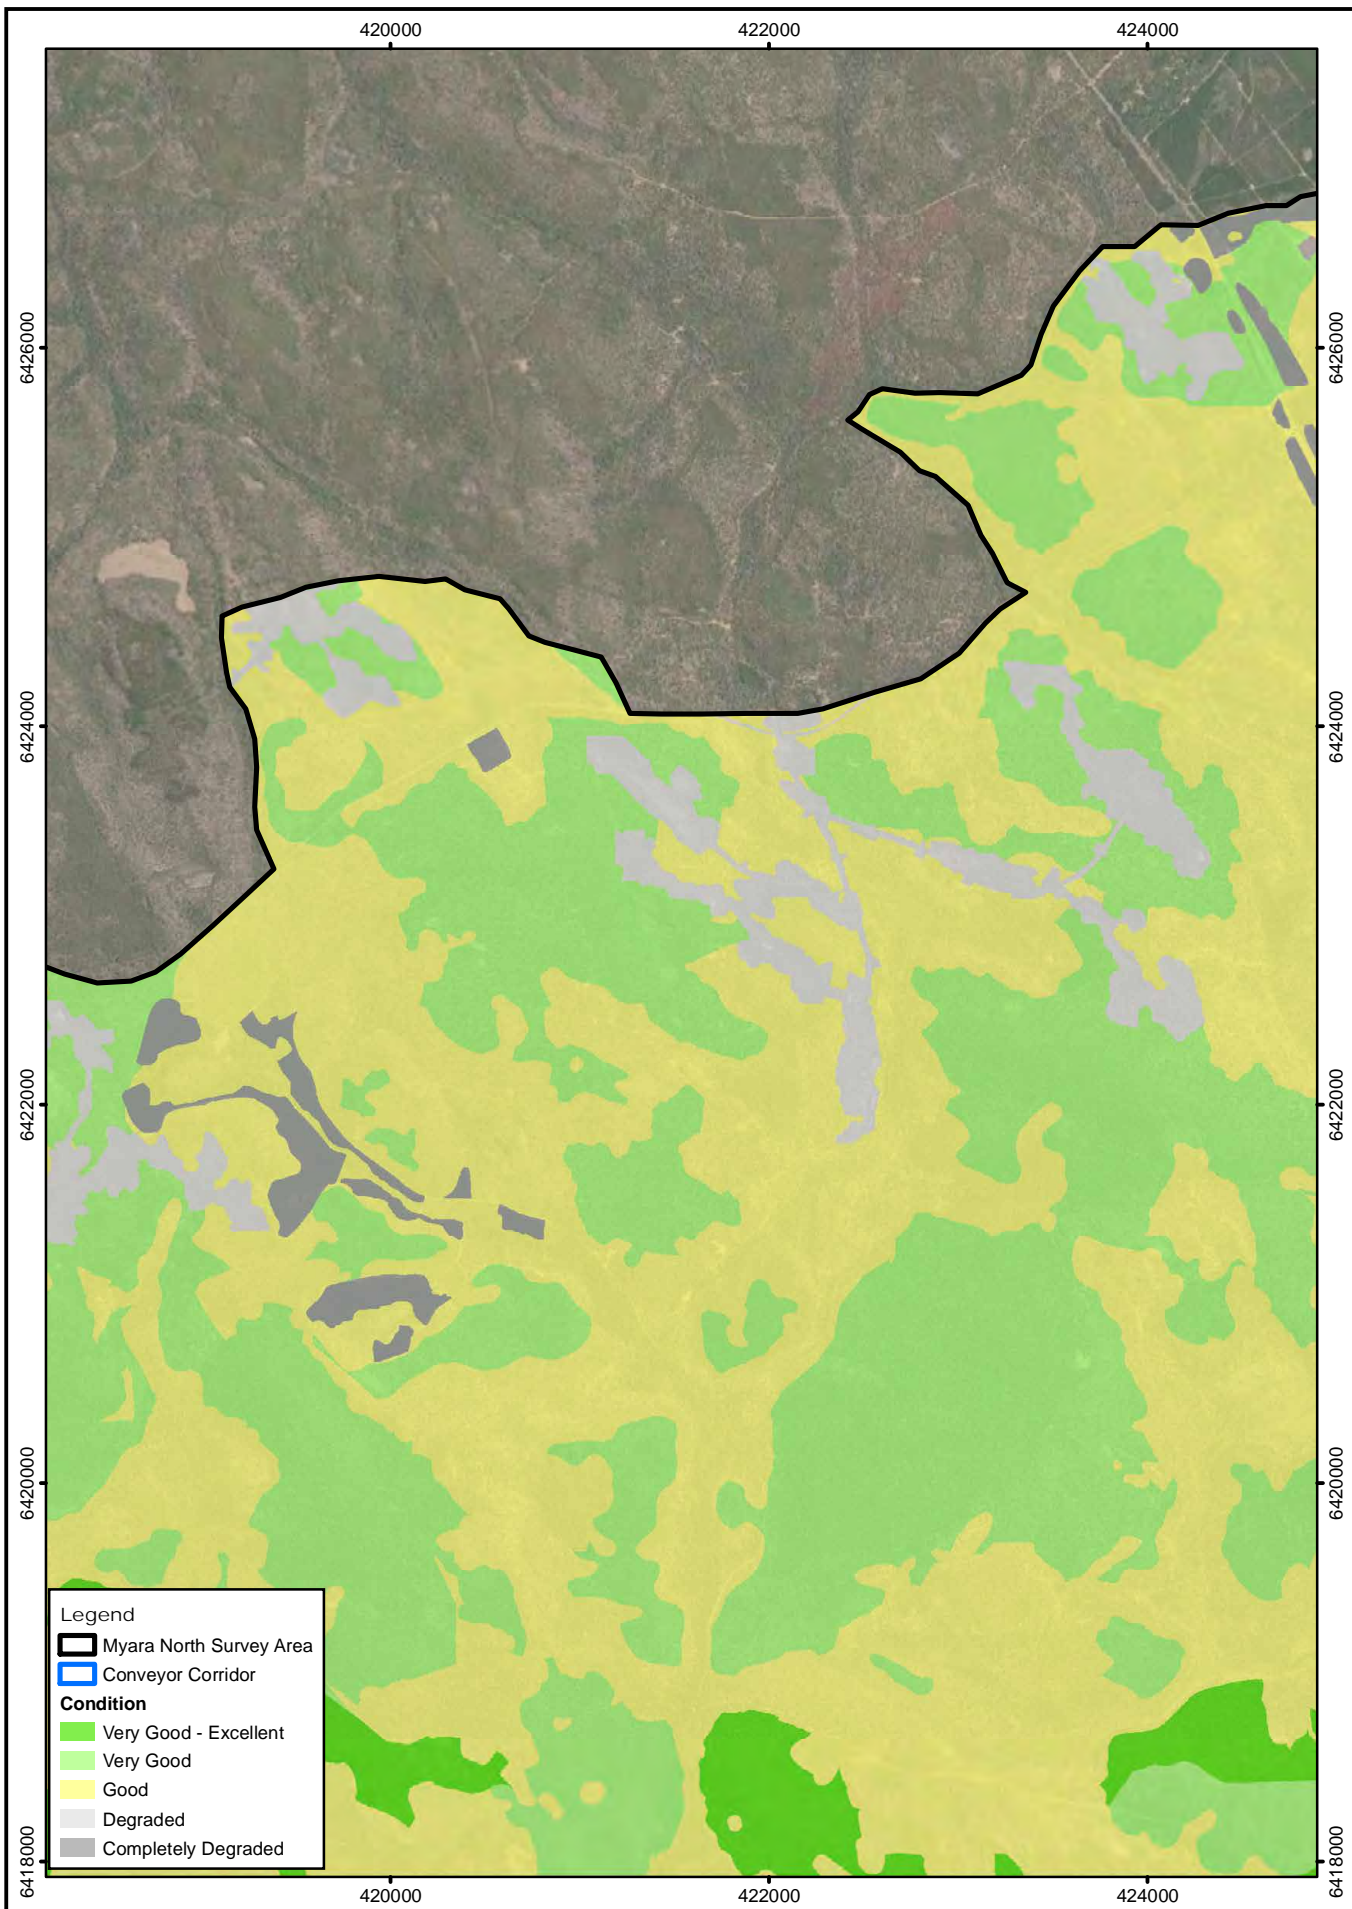 420000
422000
424000
6426000
6426000
6424000
6424000
6422000
6422000
6420000
6420000
6418000
6418000
Legend
Myara North Survey Area
Conveyor Corridor
Condition
Very Good - Excellent
Very Good
Good
Degraded
Completely Degraded
420000
422000
424000